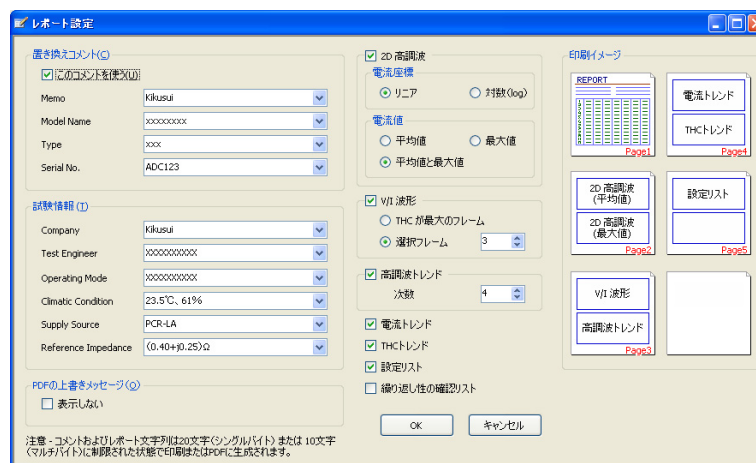 レポート設定
置き換えコメント(C)
このコメントを使う(U)
Memo
Kikusui
Model Name
xxxxxxxx
Type
xxx
Serial No.
ADC123
試験情報(T)
Company
Kikusui
Test Engineer
xxxxxxxxxx
Operating Mode
xxxxxxxxxx
Climatic Condition
23.5℃、61%
Supply Source
PCR-LA
Reference Impedance
(0.40+j0.25)Ω
PDFの上書きメッセージ(O)
表示しない
注意 - コメントおよびレポート文字列は20文字(シングルバイト) または 10文字
(マルチバイト)に制限された状態で印刷またはPDFに生成されます。
2D 高調波
電流座標
リニア
対数(log)
電流値
平均値
最大値
平均値と最大値
V/I 波形
THC が最大のフレーム
選択フレーム
3
高調波トレンド
次数
4
電流トレンド
THCトレンド
設定リスト
繰り返し性の確認リスト
OK
キャンセル
印刷イメージ
REPORT
Page1
電流トレンド
THCトレンド
Page4
2D 高調波
(平均値)
2D 高調波
(最大値)
Page2
設定リスト
Page5
V/I 波形
高調波トレンド
Page3